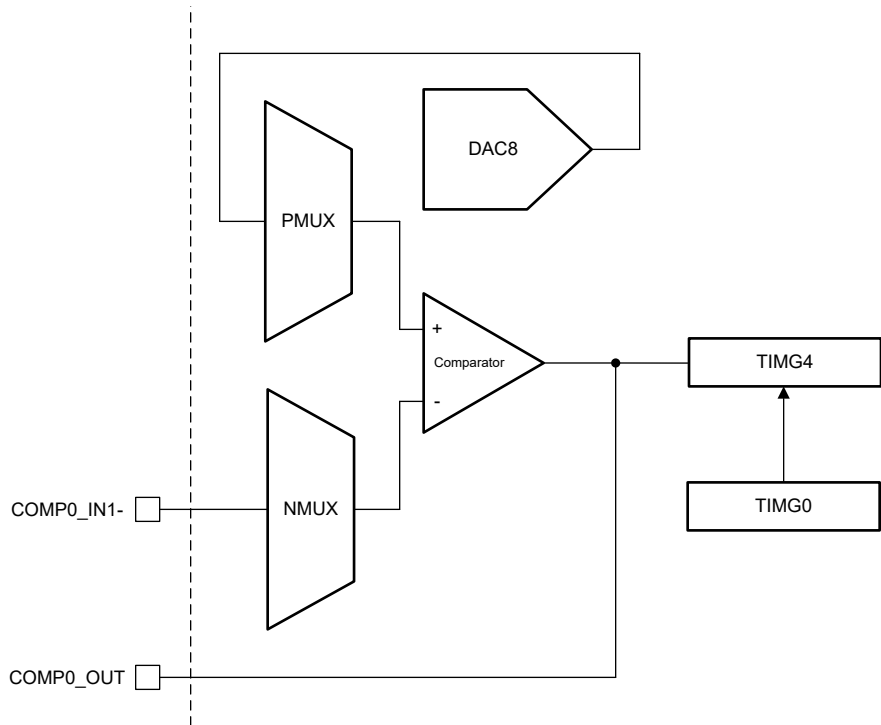 DAC8
PMUX
+
Comparator
-
TIMG4
NMUX
COMP0_IN1-
TIMG0
COMP0_OUT